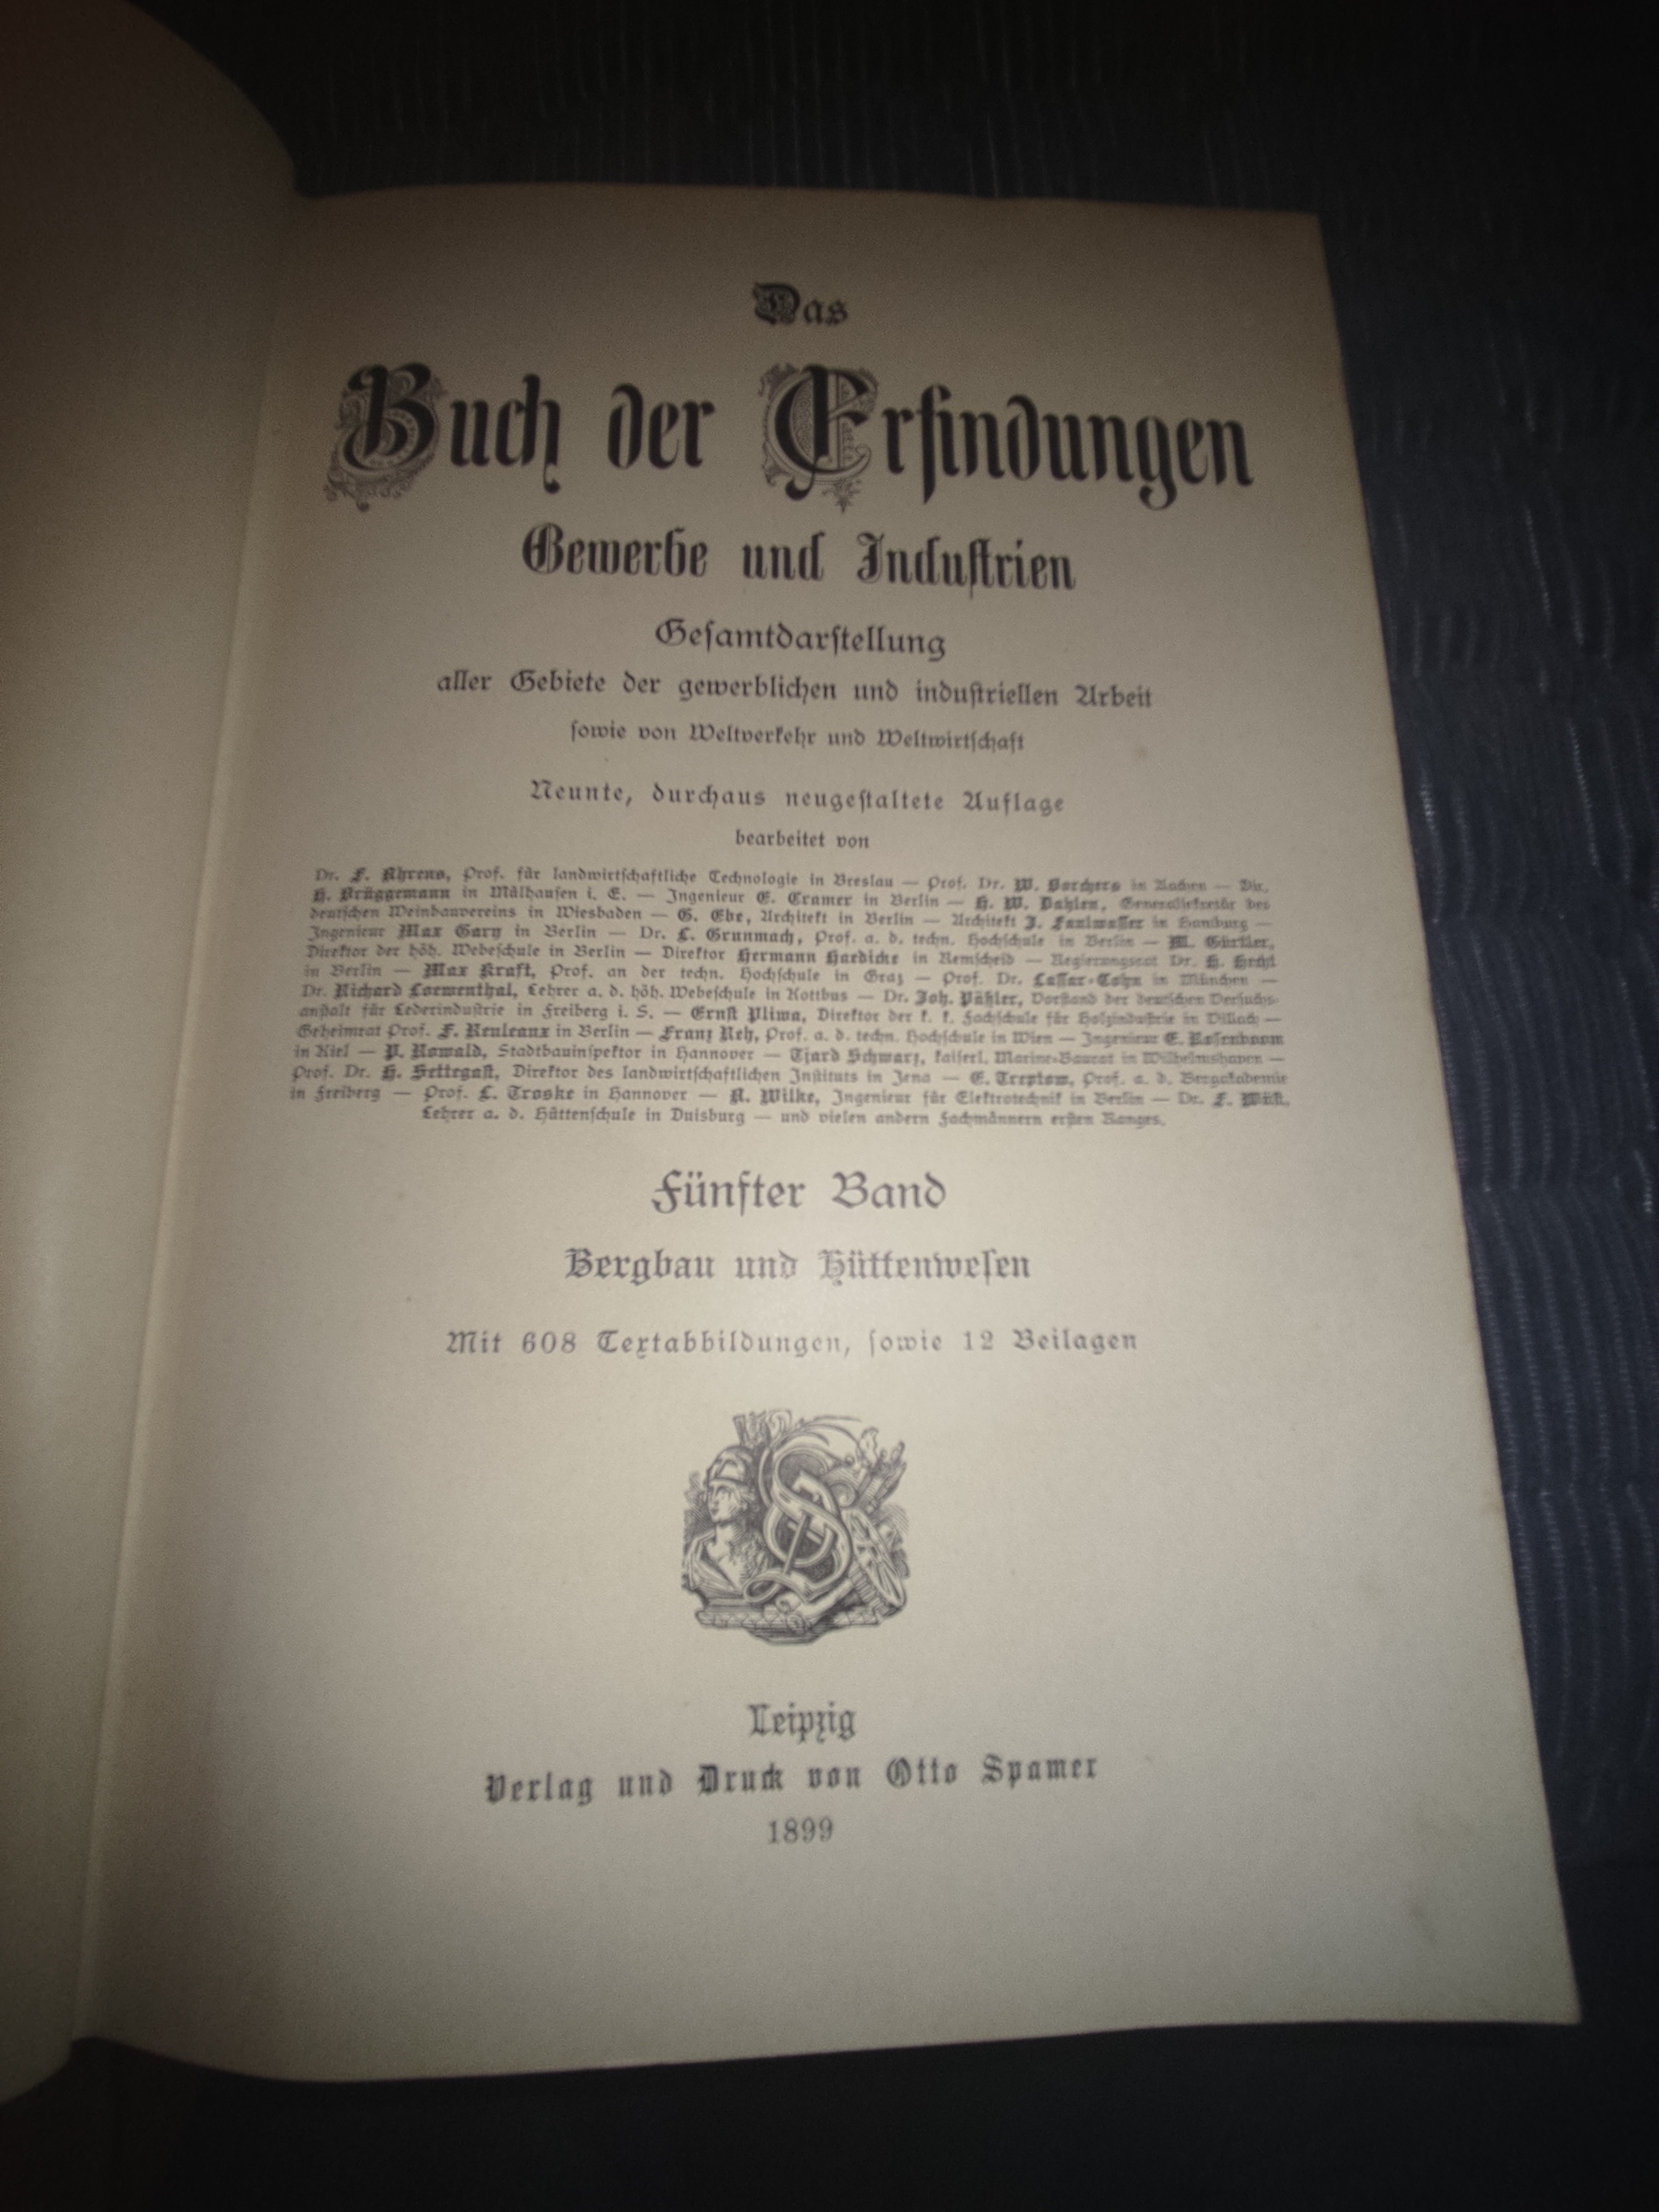 Das
Buch der Erfindungen
Gewerbe und Industrien
Gesamtdarstellung
aller Gebiete der gewerblichen und industriellen Arbeit
sowie von Weltverkehr und Weltwirtschaft
Neunte, durchaus neugestaltete Auflage
bearbeitet von
Dr. F. Ahrens, Prof. für landwirtschaftliche Technologie in Breslau — Prof. Dr. W. Borchers in Aachen — Dir.
H. Brüggemann in Mülhausen i. E. — Ingenieur E. Cramer in Berlin — H. W. Dahlen, Generalsekretär des
deutschen Weinbauvereins in Wiesbaden — G. Ebe, Architekt in Berlin — Architekt J. Faulwasser in Hamburg —
Ingenieur Max Gary in Berlin — Dr. L. Grunmach, Prof. a. d. techn. Hochschule in Berlin — M. Gürtler,
Direktor der höh. Webeschule in Berlin — Direktor Hermann Haedicke in Remscheid — Regierungsrat Dr. H. Hecht
in Berlin — Max Kraft, Prof. an der techn. Hochschule in Graz — Prof. Dr. Lassar-Cohn in München —
Dr. Richard Loewenthal, Lehrer a. d. höh. Webeschule in Kottbus — Dr. Joh. Päßler, Vorstand der deutschen Versuchs-
anstalt für Lederindustrie in Freiberg i. S. — Ernst Pliwa, Direktor der k. k. Fachschule für Holzindustrie in Villach —
Geheimrat Prof. F. Reuleaux in Berlin — Franz Reh, Prof. a. d. techn. Hochschule in Wien — Ingenieur E. Rosenboom
in Kiel — P. Rowald, Stadtbauinspektor in Hannover — Tjard Schwarz, kaiserl. Marine-Baurat in Wilhelmshaven —
Prof. Dr. H. Settegast, Direktor des landwirtschaftlichen Instituts in Jena — E. Treptow, Prof. a. d. Bergakademie
in Freiberg — Prof. L. Troske in Hannover — A. Wilke, Ingenieur für Elektrotechnik in Berlin — Dr. F. Wüst,
Lehrer a. d. Hüttenschule in Duisburg — und vielen andern Fachmännern ersten Ranges.
Fünfter Band
Bergbau und Hüttenwesen
Mit 608 Textabbildungen, sowie 12 Beilagen
OS
Leipzig
Verlag und Druck von Otto Spamer
1899